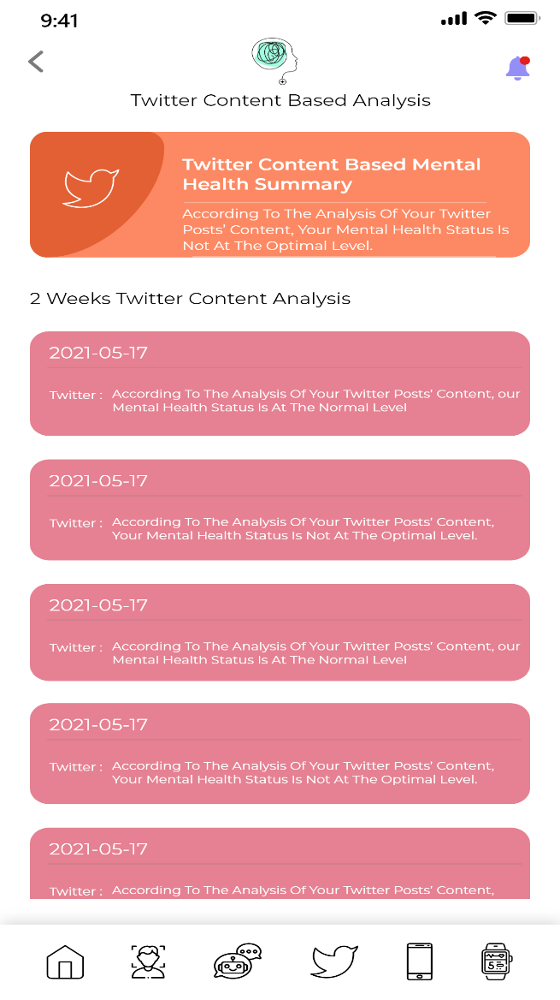 9:41
Twitter Content Based Analysis
Twitter Content Based Mental
Health Summary
According To The Analysis Of Your Twitter
Posts' Content, Your Mental Health Status Is
Not At The Optimal Level.
2 Weeks Twitter Content Analysis
2021-05-17
Twitter : According To The Analysis Of Your Twitter Posts' Content, our
Mental Health Status Is At The Normal Level
2021-05-17
Twitter : According To The Analysis Of Your Twitter Posts' Content,
Your Mental Health Status Is Not At The Optimal Level.
2021-05-17
Twitter : According To The Analysis Of Your Twitter Posts' Content, our
Mental Health Status Is At The Normal Level
2021-05-17
Twitter : According To The Analysis Of Your Twitter Posts' Content,
Your Mental Health Status Is Not At The Optimal Level.
2021-05-17
Twitter : According To The Analysis Of Your Twitter Posts' Content,
5